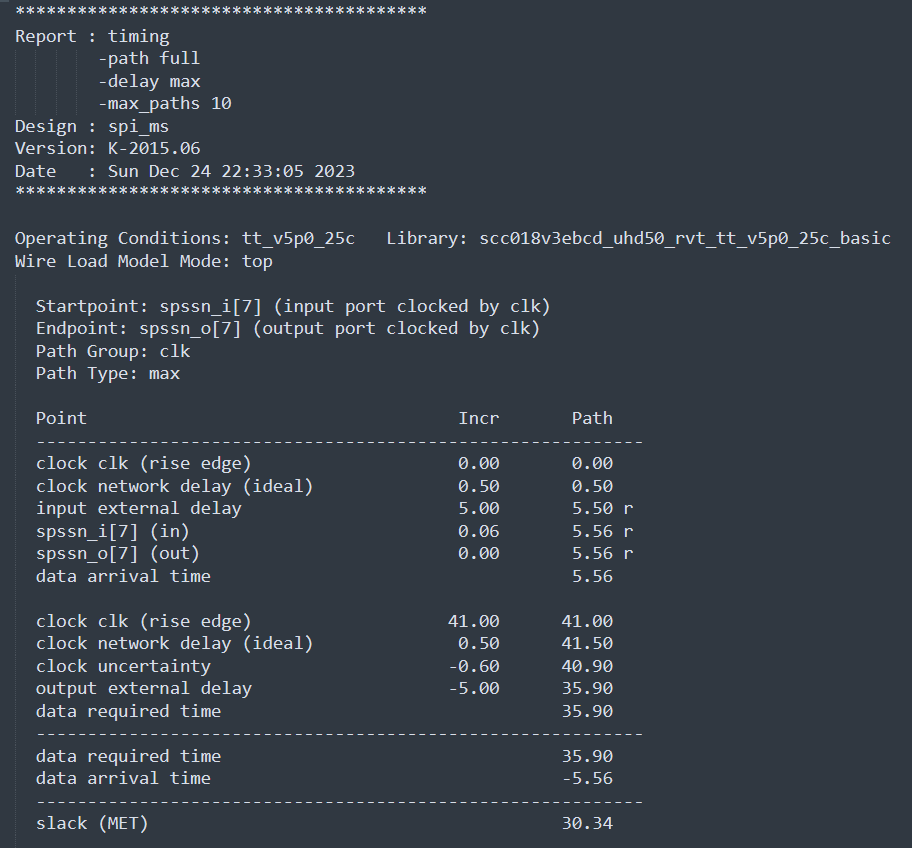 ****************************************
Report : timing
        -path full
        -delay max
        -max_paths 10
Design : spi_ms
Version: K-2015.06
Date   : Sun Dec 24 22:33:05 2023
****************************************

Operating Conditions: tt_v5p0_25c   Library: scc018v3ebcd_uhd50_rvt_tt_v5p0_25c_basic
Wire Load Model Mode: top

  Startpoint: spssn_i[7] (input port clocked by clk)
  Endpoint: spssn_o[7] (output port clocked by clk)
  Path Group: clk
  Path Type: max

  Point                                    Incr       Path
  -----------------------------------------------------------
  clock clk (rise edge)                    0.00       0.00
  clock network delay (ideal)              0.50       0.50
  input external delay                     5.00       5.50 r
  spssn_i[7] (in)                          0.06       5.56 r
  spssn_o[7] (out)                         0.00       5.56 r
  data arrival time                                   5.56

  clock clk (rise edge)                   41.00      41.00
  clock network delay (ideal)              0.50      41.50
  clock uncertainty                       -0.60      40.90
  output external delay                   -5.00      35.90
  data required time                                 35.90
  -----------------------------------------------------------
  data required time                                 35.90
  data arrival time                                  -5.56
  -----------------------------------------------------------
  slack (MET)                                        30.34